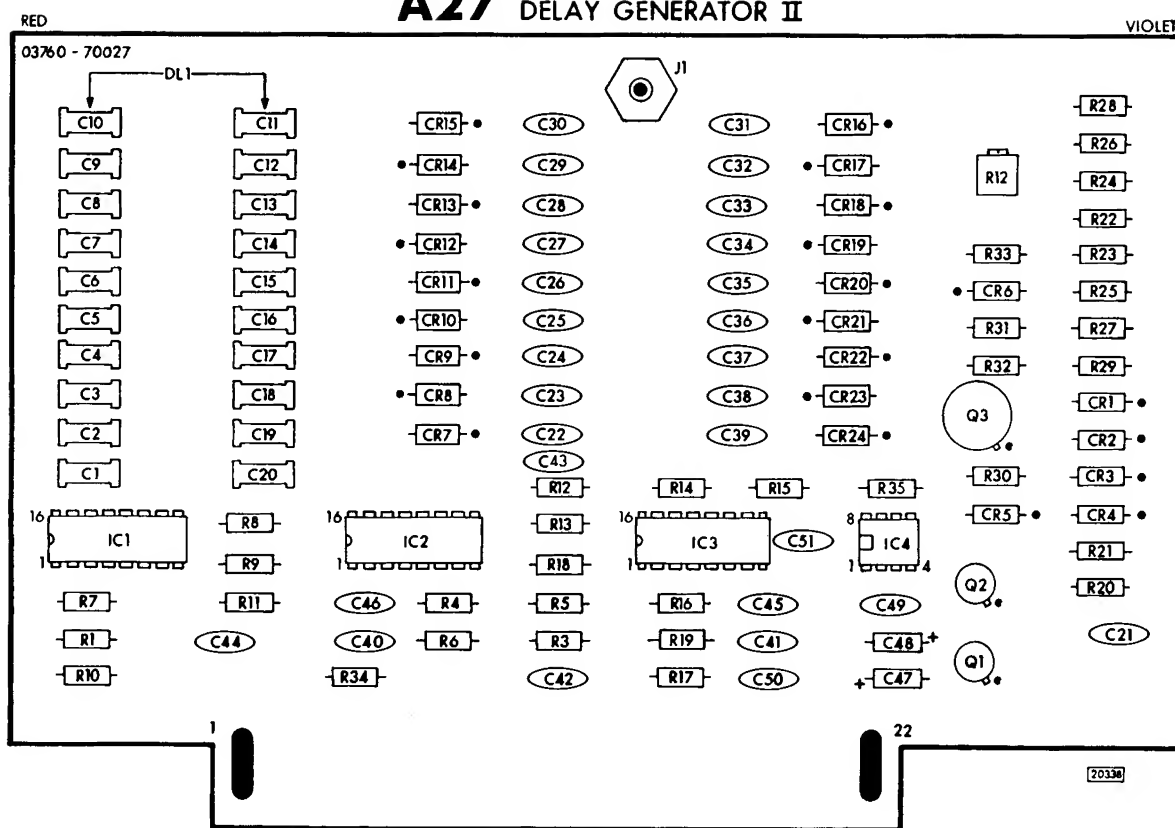 A27 DELAY GENERATOR II
RED VIOLET
03760 - 70027
DL1 J1
R28
C10 C11 CR15 C30 C31 CR16
R26
C9 C12 CR14 C29 C32 CR17 R12 R24
C8 C13 CR13 C28 C33 CR18 R22
C7 C14 CR12 C27 C34 CR19 R33 R23
C6 C15 CR11 C26 C35 CR20 CR6 R25
C5 C16 CR10 C25 C36 CR21 R31 R27
C4 C17 CR9 C24 C37 CR22 R32 R29
C3 C18 CR8 C23 C38 CR23 CR1
Q3
C2 C19 CR7 C22 C39 CR24 CR2
C43
C1 C20 R30 CR3
R12 R14 R15 R35
16 R8 16 R13 16 8 CR5 CR4
IC1 IC2 IC3 C51 IC4
R21
1 R9 1 R18 1 1 4
Q2 R20
R7 R11 C46 R4 R5 R16 C45 C49
R1 C44 C40 R6 R3 R19 C41 C48 + C21
Q1
R10 R34 C42 R17 C50 + C47
1 22
20338